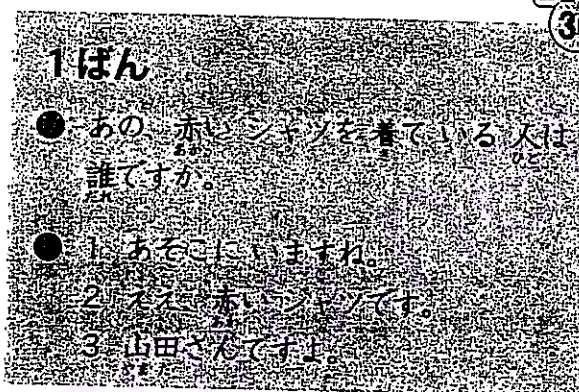 3
1ばん
●あの 赤い シャツを 着て いる 人は
誰ですか。
●1 あそこに いますね。
2 ええ、赤い シャツです。
3 山田さんですよ。